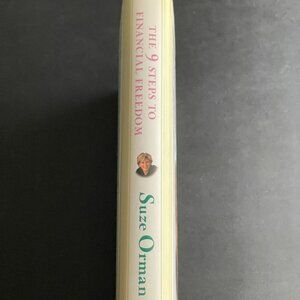 THE 9 STEPS TO
FINANCIAL FREEDOM
Suze Orman